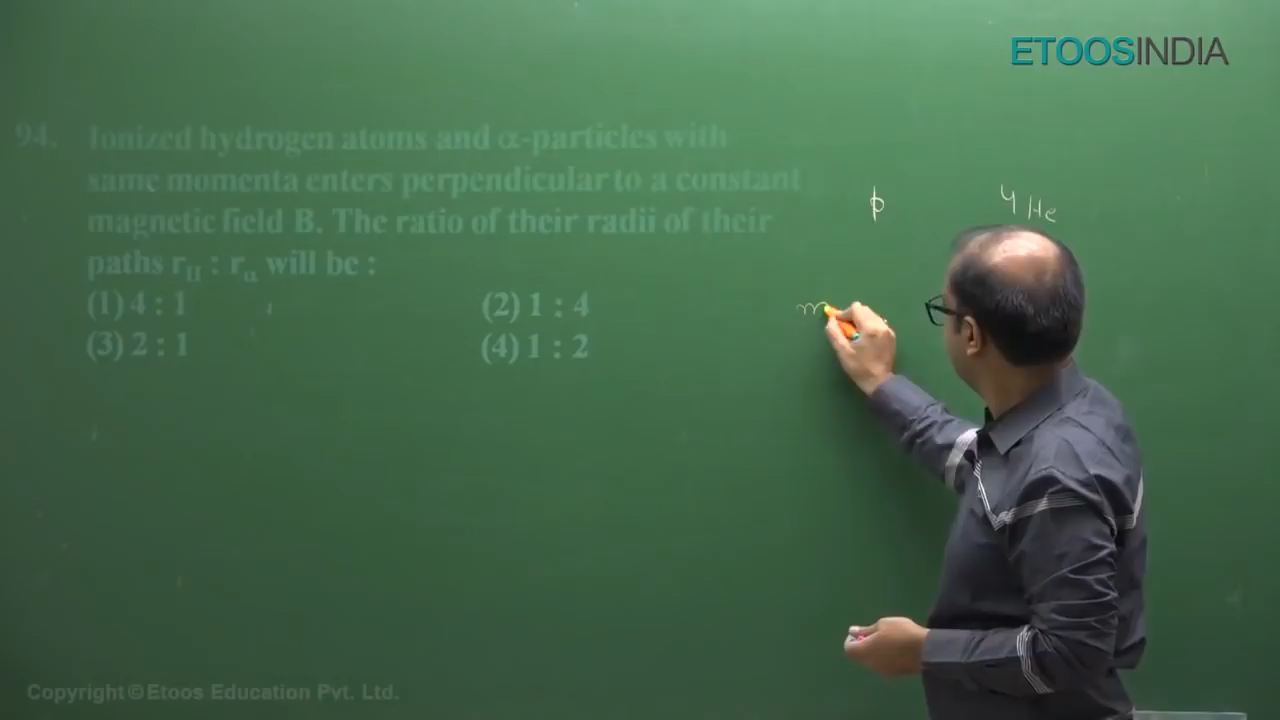 ETOOSINDIA
94. Ionized hydrogen atoms and α-particles with
same momenta enters perpendicular to a constant
magnetic field B. The ratio of their radii of their
paths r_H : r_α will be :
(1) 4 : 1 (2) 1 : 4
(3) 2 : 1 (4) 1 : 2
p 4 He
m
Copyright © Etoos Education Pvt. Ltd.